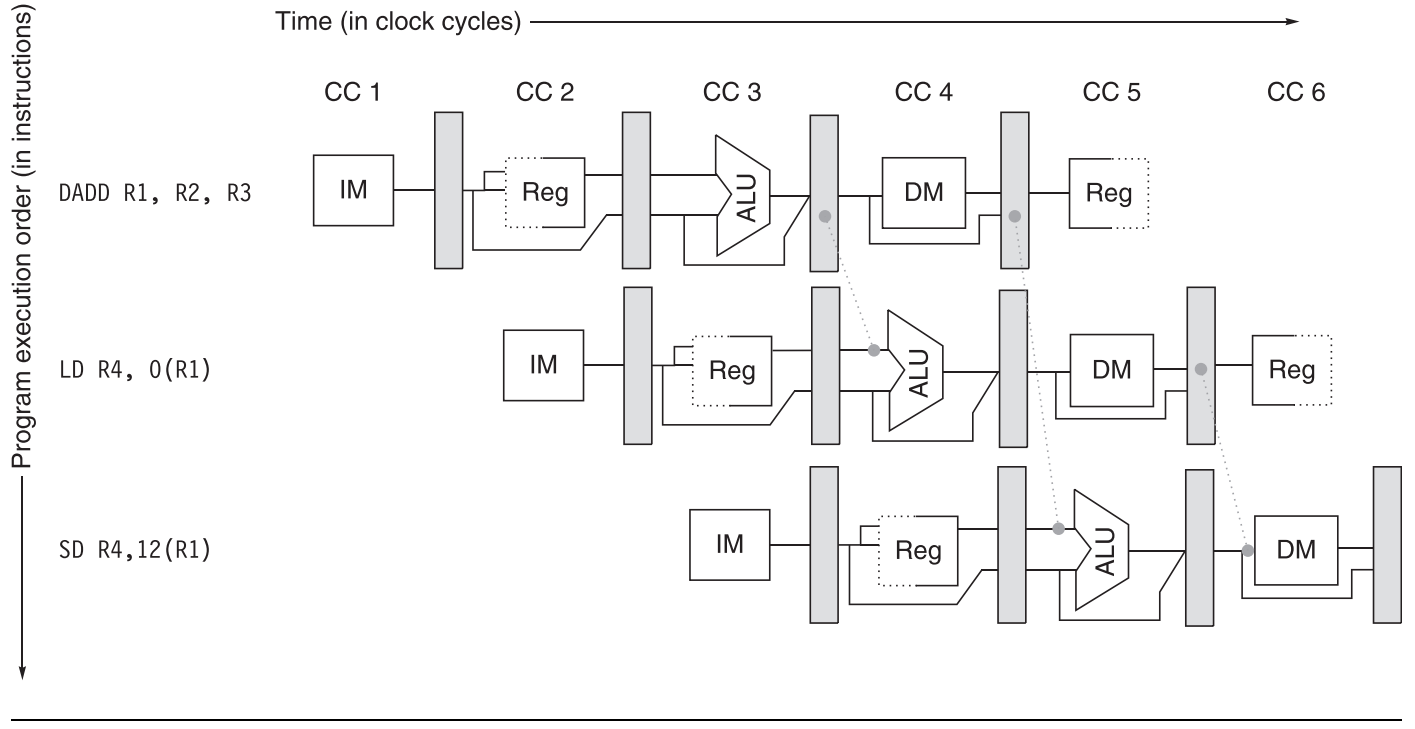 Time (in clock cycles)
Program execution order (in instructions)
CC 1 CC 2 CC 3 CC 4 CC 5 CC 6
DADD R1, R2, R3 IM Reg ALU DM Reg
LD R4, 0(R1) IM Reg ALU DM Reg
SD R4,12(R1) IM Reg ALU DM